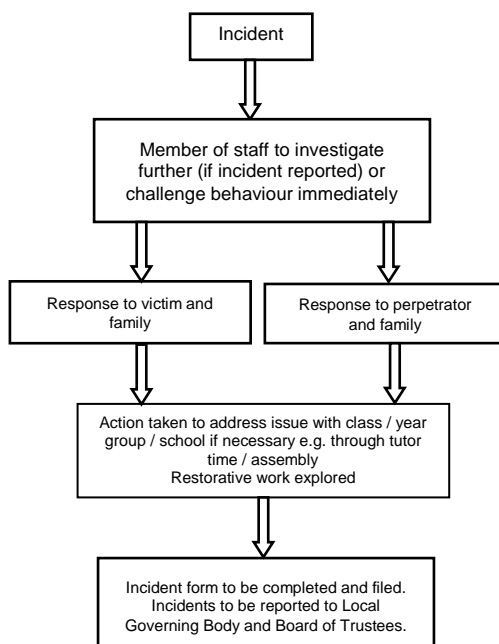 Incident
Member of staff to investigate
further (if incident reported) or
challenge behaviour immediately
Response to victim and
family
Response to perpetrator
and family
Action taken to address issue with class / year
group / school if necessary e.g. through tutor
time / assembly
Restorative work explored
Incident form to be completed and filed.
Incidents to be reported to Local
Governing Body and Board of Trustees.